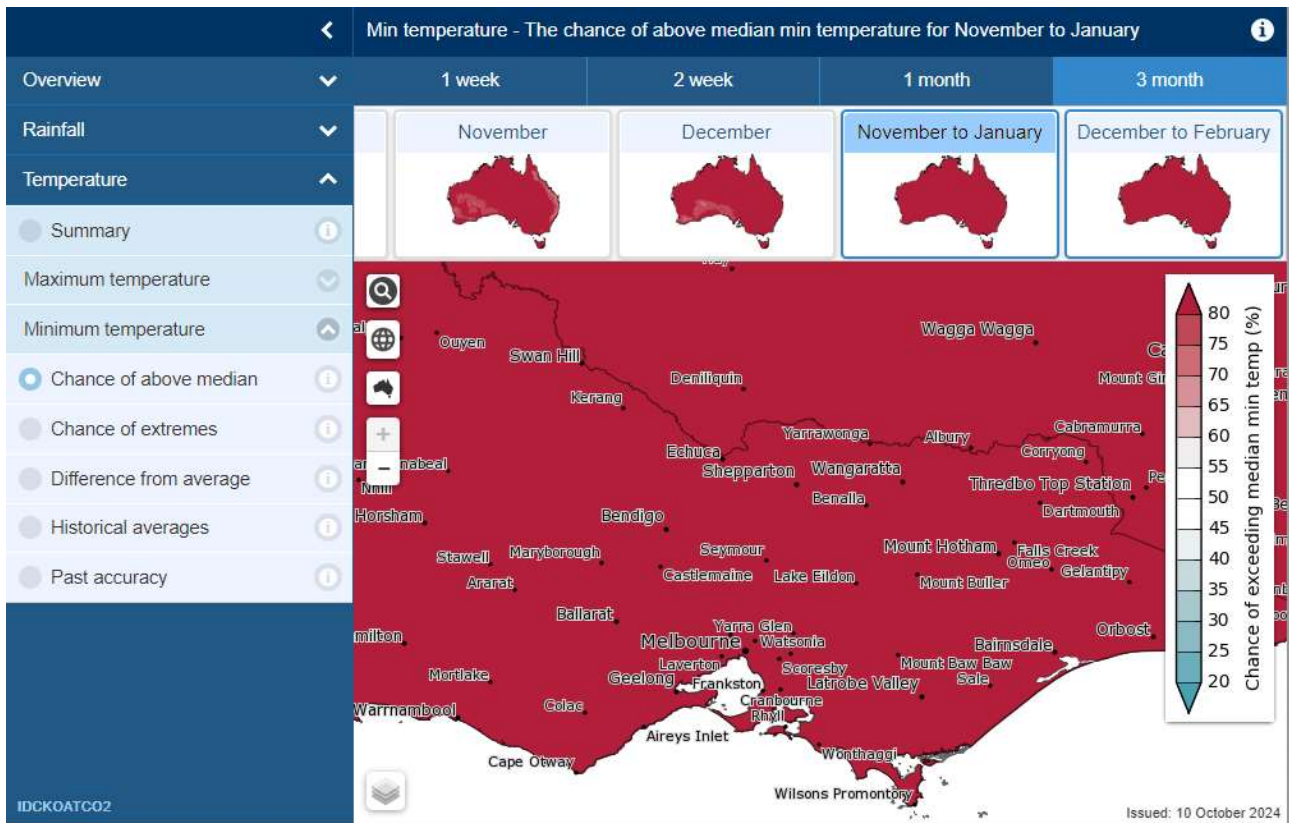 Min temperature - The chance of above median min temperature for November to January
Overview
Rainfall
Temperature
Summary
Maximum temperature
Minimum temperature
Chance of above median
Chance of extremes
Difference from average
Historical averages
Past accuracy
IDCKOATCO2
1 week
2 week
1 month
3 month
November
December
November to January
December to February
Ouyen
Swan Hill
Wagga Wagga
Deniliquin
Kerang
Mount Gi
Cabramurra
Yarrawonga
Albury
Corryong
Echuca
Shepparton
Wangaratta
Thredbo Top Station
nabeal
Nhill
Benalla
Dartmouth
Horsham
Bendigo
Stawell
Maryborough
Seymour
Mount Hotham
Falls Creek
Omeo
Gelantipy
Castlemaine
Lake Eildon
Mount Buller
Ararat
Ballarat
Yarra Glen
Orbost
milton
Melbourne
Watsonia
Bairnsdale
Laverton
Scoresby
Mount Baw Baw
Mortlake
Geelong
Frankston
Latrobe Valley
Sale
Cranbourne
Warrnambool
Colac
Rhyll
Aireys Inlet
Cape Otway
Wonthaggi
Wilsons Promontory
80
75
70
65
60
55
50
45
40
35
30
25
20
Chance of exceeding median min temp (%)
Issued: 10 October 2024